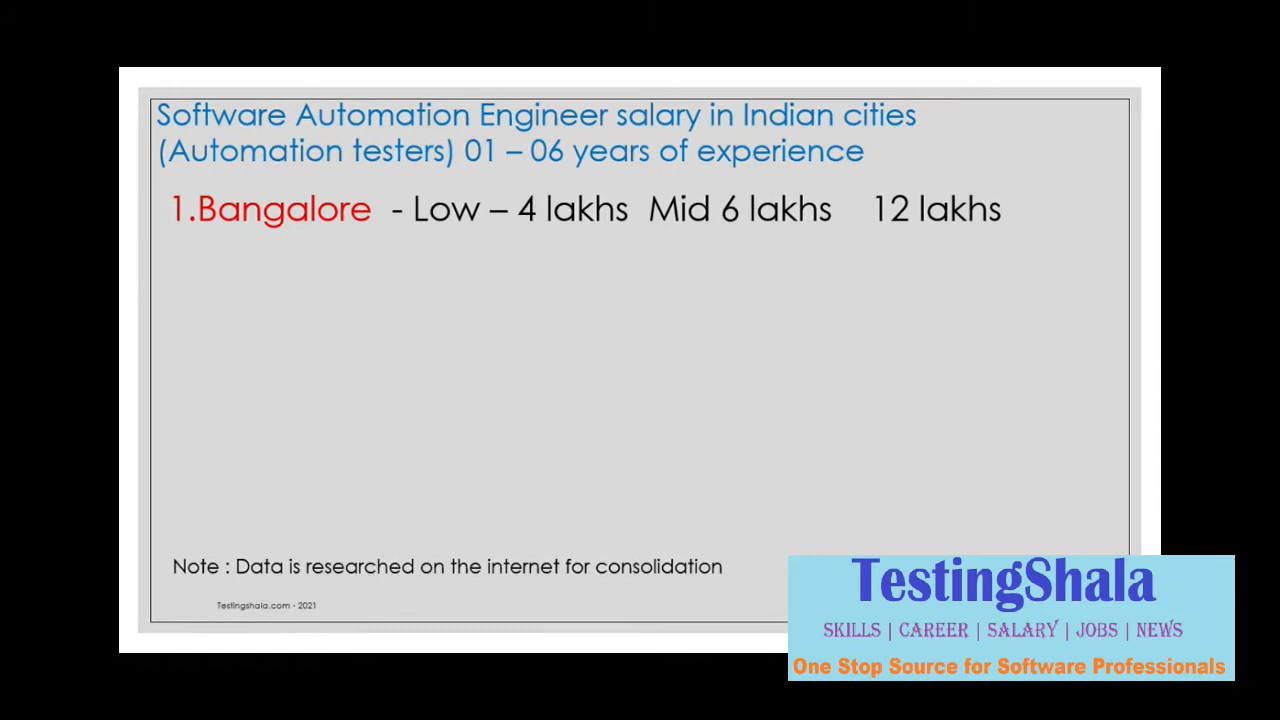 Software Automation Engineer salary in Indian cities
(Automation testers) 01 – 06 years of experience
1.Bangalore - Low – 4 lakhs Mid 6 lakhs 12 lakhs
Note : Data is researched on the internet for consolidation
Testingshala.com - 2021
TestingShala
SKILLS | CAREER | SALARY | JOBS | NEWS
One Stop Source for Software Professionals